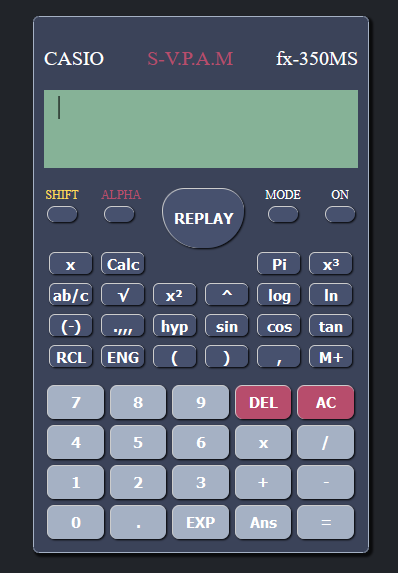 CASIO S-V.P.A.M fx-350MS
SHIFT ALPHA MODE ON
REPLAY
x Calc Pi x³
ab/c √ x² ^ log ln
(-) .,,, hyp sin cos tan
RCL ENG ( ) , M+
7 8 9 DEL AC
4 5 6 x /
1 2 3 + -
0 . EXP Ans =